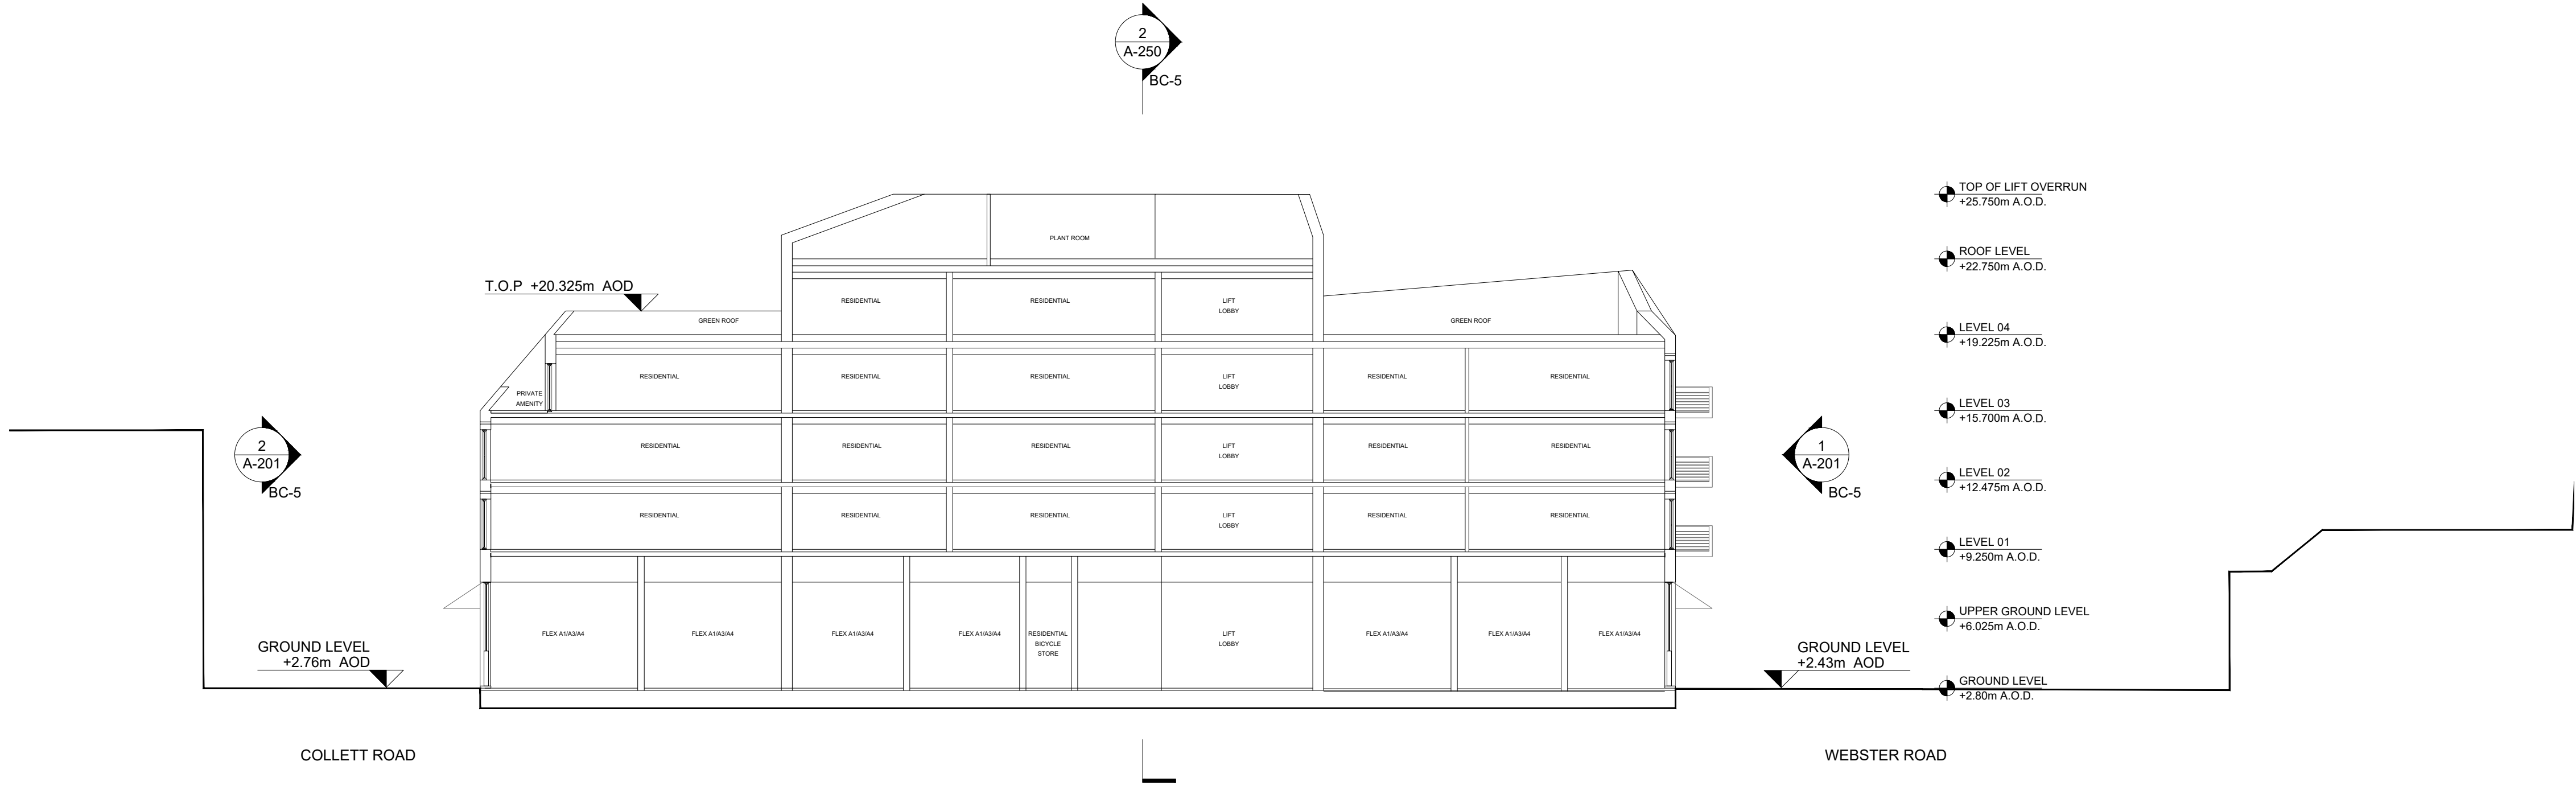 2
A-250
BC-5
TOP OF LIFT OVERRUN
+25.750m A.O.D.
PLANT ROOM
ROOF LEVEL
+22.750m A.O.D.
T.O.P +20.325m AOD
RESIDENTIAL
RESIDENTIAL
LIFT
LOBBY
GREEN ROOF
GREEN ROOF
LEVEL 04
+19.225m A.O.D.
RESIDENTIAL
RESIDENTIAL
RESIDENTIAL
LIFT
LOBBY
RESIDENTIAL
RESIDENTIAL
PRIVATE
AMENITY
LEVEL 03
+15.700m A.O.D.
2
A-201
BC-5
RESIDENTIAL
RESIDENTIAL
RESIDENTIAL
LIFT
LOBBY
RESIDENTIAL
RESIDENTIAL
1
A-201
BC-5
LEVEL 02
+12.475m A.O.D.
RESIDENTIAL
RESIDENTIAL
RESIDENTIAL
LIFT
LOBBY
RESIDENTIAL
RESIDENTIAL
LEVEL 01
+9.250m A.O.D.
UPPER GROUND LEVEL
+6.025m A.O.D.
FLEX A1/A3/A4
FLEX A1/A3/A4
FLEX A1/A3/A4
FLEX A1/A3/A4
RESIDENTIAL
BICYCLE
STORE
LIFT
LOBBY
FLEX A1/A3/A4
FLEX A1/A3/A4
FLEX A1/A3/A4
GROUND LEVEL
+2.76m AOD
GROUND LEVEL
+2.43m AOD
GROUND LEVEL
+2.80m A.O.D.
COLLETT ROAD
WEBSTER ROAD